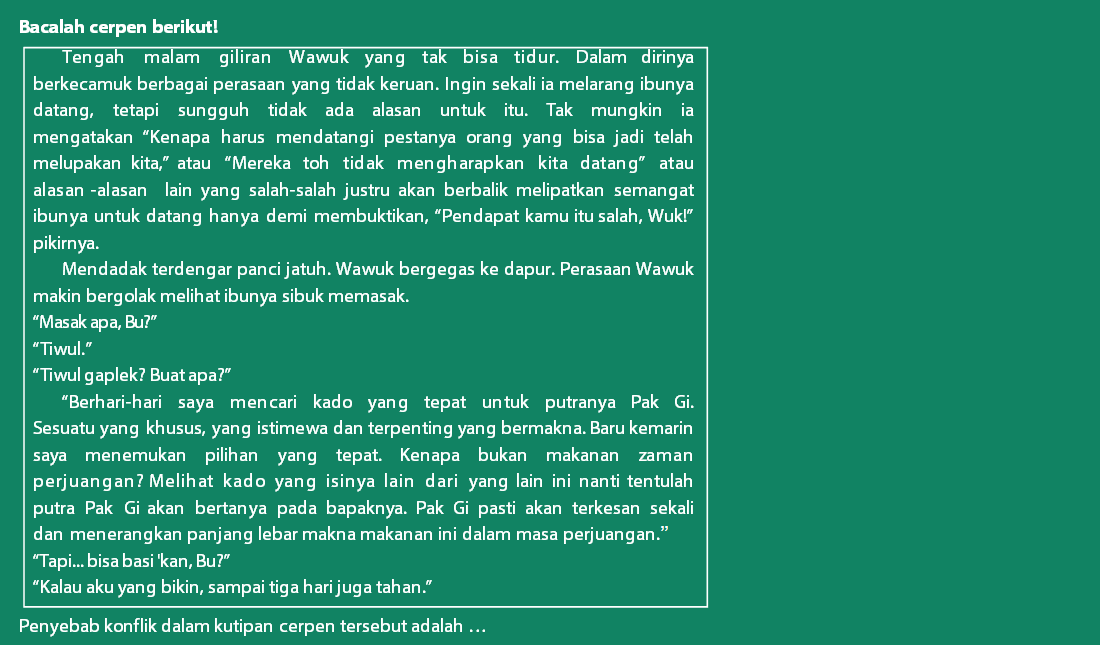 Bacalah cerpen berikut!
Tengah malam giliran Wawuk yang tak bisa tidur. Dalam dirinya
berkecamuk berbagai perasaan yang tidak keruan. Ingin sekali ia melarang ibunya
datang, tetapi sungguh tidak ada alasan untuk itu. Tak mungkin ia
mengatakan “Kenapa harus mendatangi pestanya orang yang bisa jadi telah
melupakan kita,” atau “Mereka toh tidak mengharapkan kita datang” atau
alasan -alasan lain yang salah-salah justru akan berbalik melipatkan semangat
ibunya untuk datang hanya demi membuktikan, “Pendapat kamu itu salah, Wuk!”
pikirnya.
Mendadak terdengar panci jatuh. Wawuk bergegas ke dapur. Perasaan Wawuk
makin bergolak melihat ibunya sibuk memasak.
“Masak apa, Bu?”
“Tiwul.”
“Tiwul gaplek? Buat apa?”
“Berhari-hari saya mencari kado yang tepat untuk putranya Pak Gi.
Sesuatu yang khusus, yang istimewa dan terpenting yang bermakna. Baru kemarin
saya menemukan pilihan yang tepat. Kenapa bukan makanan zaman
perjuangan? Melihat kado yang isinya lain dari yang lain ini nanti tentulah
putra Pak Gi akan bertanya pada bapaknya. Pak Gi pasti akan terkesan sekali
dan menerangkan panjang lebar makna makanan ini dalam masa perjuangan.”
“Tapi... bisa basi 'kan, Bu?”
“Kalau aku yang bikin, sampai tiga hari juga tahan.”
Penyebab konflik dalam kutipan cerpen tersebut adalah …